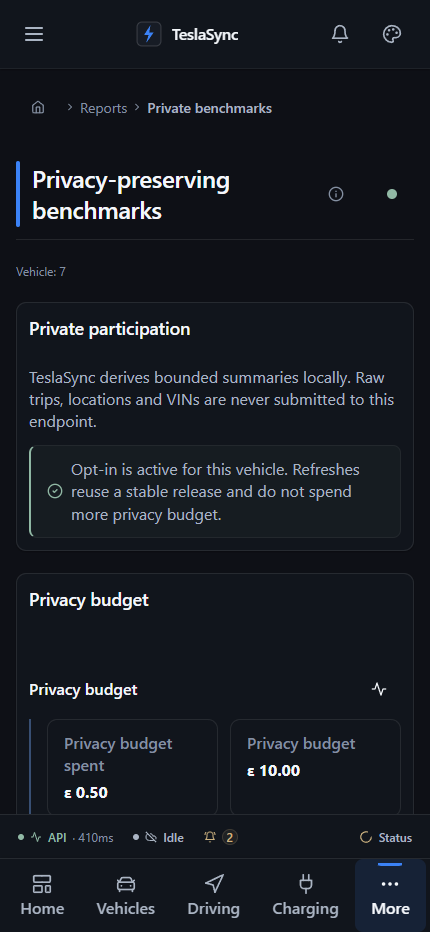 TeslaSync
Reports
Private benchmarks
Privacy-preserving
benchmarks
Vehicle: 7
Private participation
TeslaSync derives bounded summaries locally. Raw
trips, locations and VINs are never submitted to this
endpoint.
Opt-in is active for this vehicle. Refreshes
reuse a stable release and do not spend
more privacy budget.
Privacy budget
Privacy budget
Privacy budget
spent
ε 0.50
Privacy budget
ε 10.00
API · 410ms
Idle
2
Status
Home
Vehicles
Driving
Charging
More